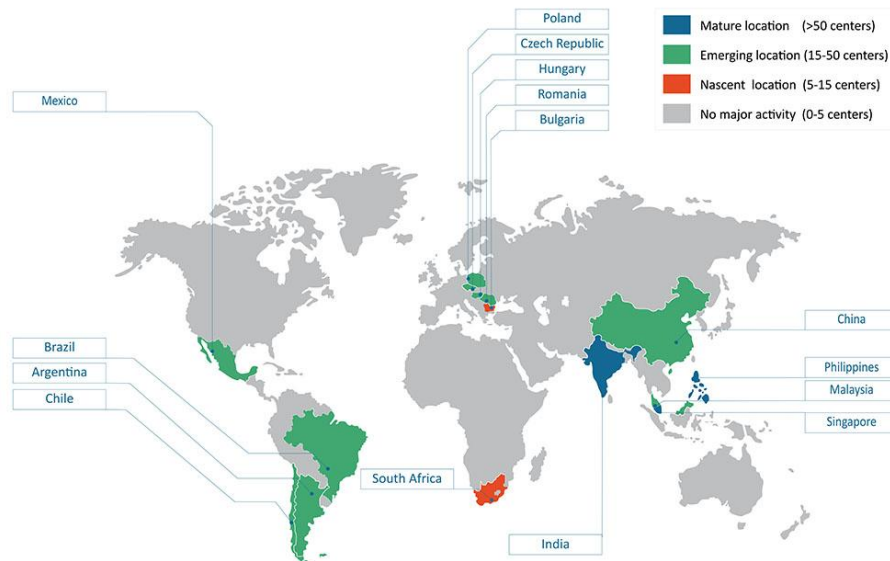 Poland
Czech Republic
Hungary
Romania
Bulgaria
Mature location (>50 centers)
Emerging location (15-50 centers)
Nascent location (5-15 centers)
No major activity (0-5 centers)
Mexico
Brazil
Argentina
Chile
South Africa
India
China
Philippines
Malaysia
Singapore